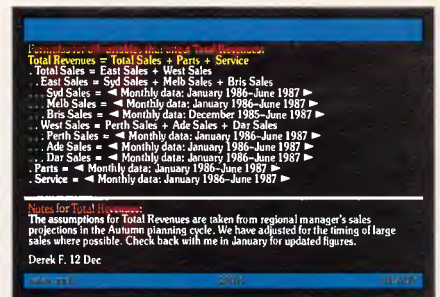 Total Revenues = Total Sales + Parts + Service
. Total Sales = East Sales + West Sales
. . East Sales = Syd Sales + Melb Sales + Bris Sales
. . . Syd Sales = ◄ Monthly data: January 1986–June 1987 ►
. . . Melb Sales = ◄ Monthly data: January 1986–June 1987 ►
. . . Bris Sales = ◄ Monthly data: December 1985–June 1987 ►
. . West Sales = Perth Sales + Ade Sales + Dar Sales
. . . Perth Sales = ◄ Monthly data: January 1986–June 1987 ►
. . . Ade Sales = ◄ Monthly data: January 1986–June 1987 ►
. . . Dar Sales = ◄ Monthly data: January 1986–June 1987 ►
. Parts = ◄ Monthly data: January 1986–June 1987 ►
. Service = ◄ Monthly data: January 1986–June 1987 ►
Notes for Total Revenues:
The assumptions for Total Revenues are taken from regional manager's sales
projections in the Autumn planning cycle. We have adjusted for the timing of large
sales where possible. Check back with me in January for updated figures.
Derek F. 12 Dec